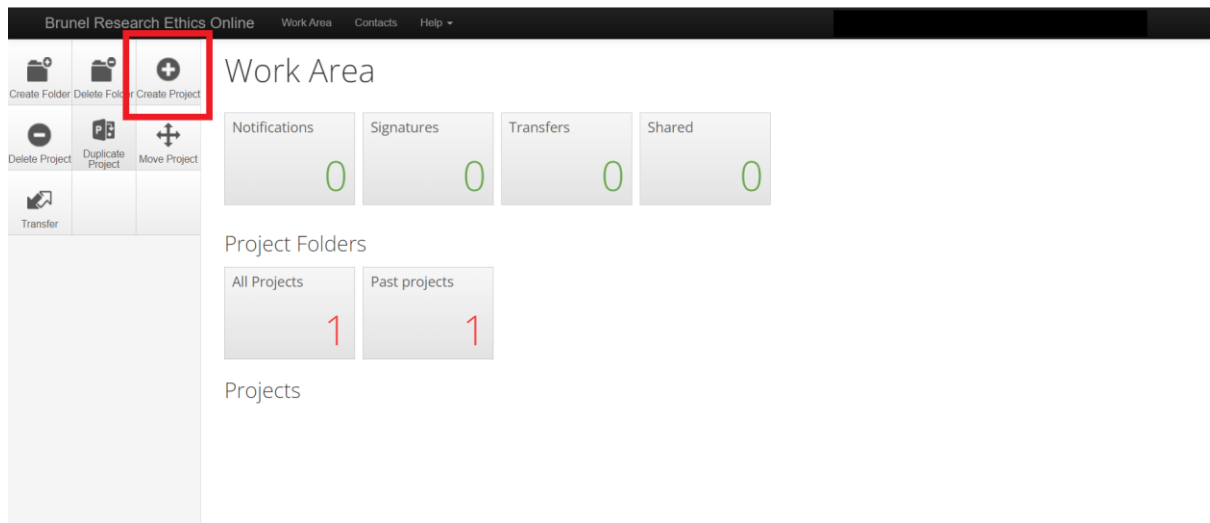 Brunel Research Ethics Online Work Area Contacts Help
Create Folder Delete Folder Create Project
Delete Project Duplicate Project Move Project
Transfer
Work Area
Notifications Signatures Transfers Shared
0 0 0 0
Project Folders
All Projects Past projects
1 1
Projects